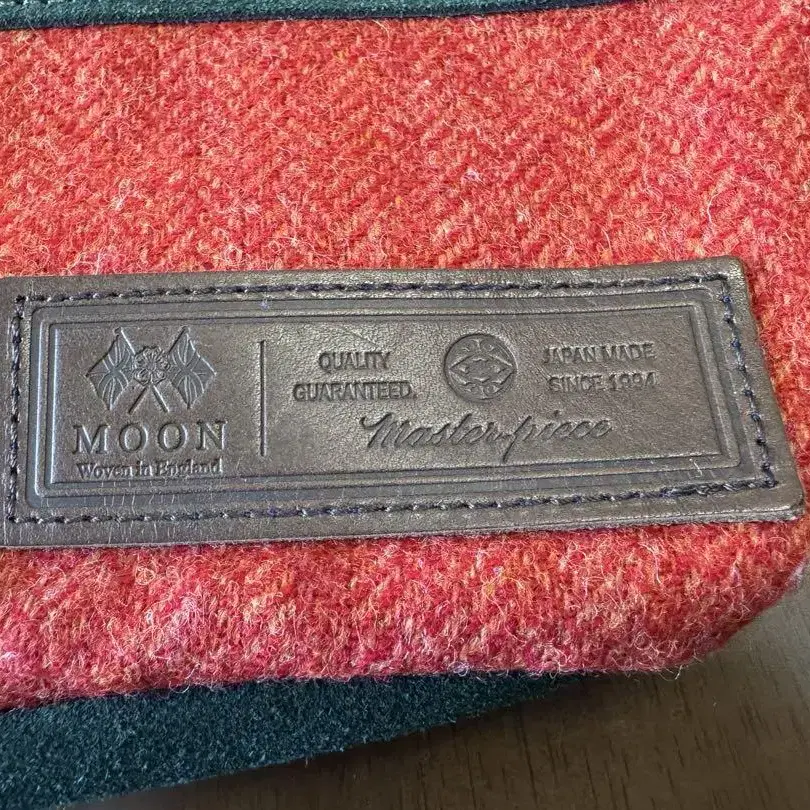 MOON
Woven in England
QUALITY
GUARANTEED.
JAPAN MADE
SINCE 1994
Master-piece